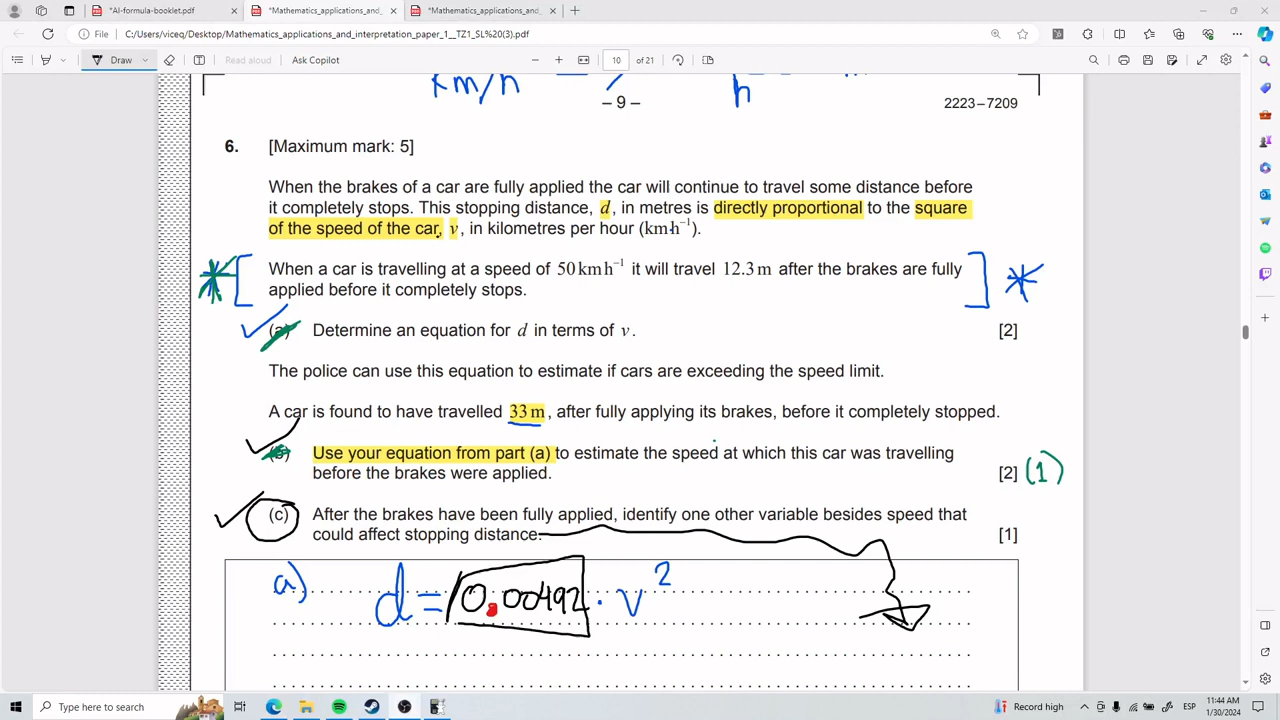 "AI-formula-booklet.pdf
*Mathematics_applications_and_
*Mathematics_applications_and_
File
C:/Users/viceq/Desktop/Mathematics_applications_and_interpretation_paper_1__TZ1_SL%20(3).pdf
Draw
Read aloud
Ask Copilot
10
of 21
km/h
h
– 9 –
2223–7209
6.
[Maximum mark: 5]
When the brakes of a car are fully applied the car will continue to travel some distance before
it completely stops. This stopping distance, d, in metres is directly proportional to the square
of the speed of the car, v, in kilometres per hour (km h⁻¹).
When a car is travelling at a speed of 50 km h⁻¹ it will travel 12.3 m after the brakes are fully
applied before it completely stops.
(a) Determine an equation for d in terms of v.
[2]
The police can use this equation to estimate if cars are exceeding the speed limit.
A car is found to have travelled 33 m, after fully applying its brakes, before it completely stopped.
(b) Use your equation from part (a) to estimate the speed at which this car was travelling
before the brakes were applied.
[2] (1)
(c) After the brakes have been fully applied, identify one other variable besides speed that
could affect stopping distance.
[1]
a) d = 0.00492 · v²
Type here to search
Record high
ESP
11:44 AM
1/30/2024